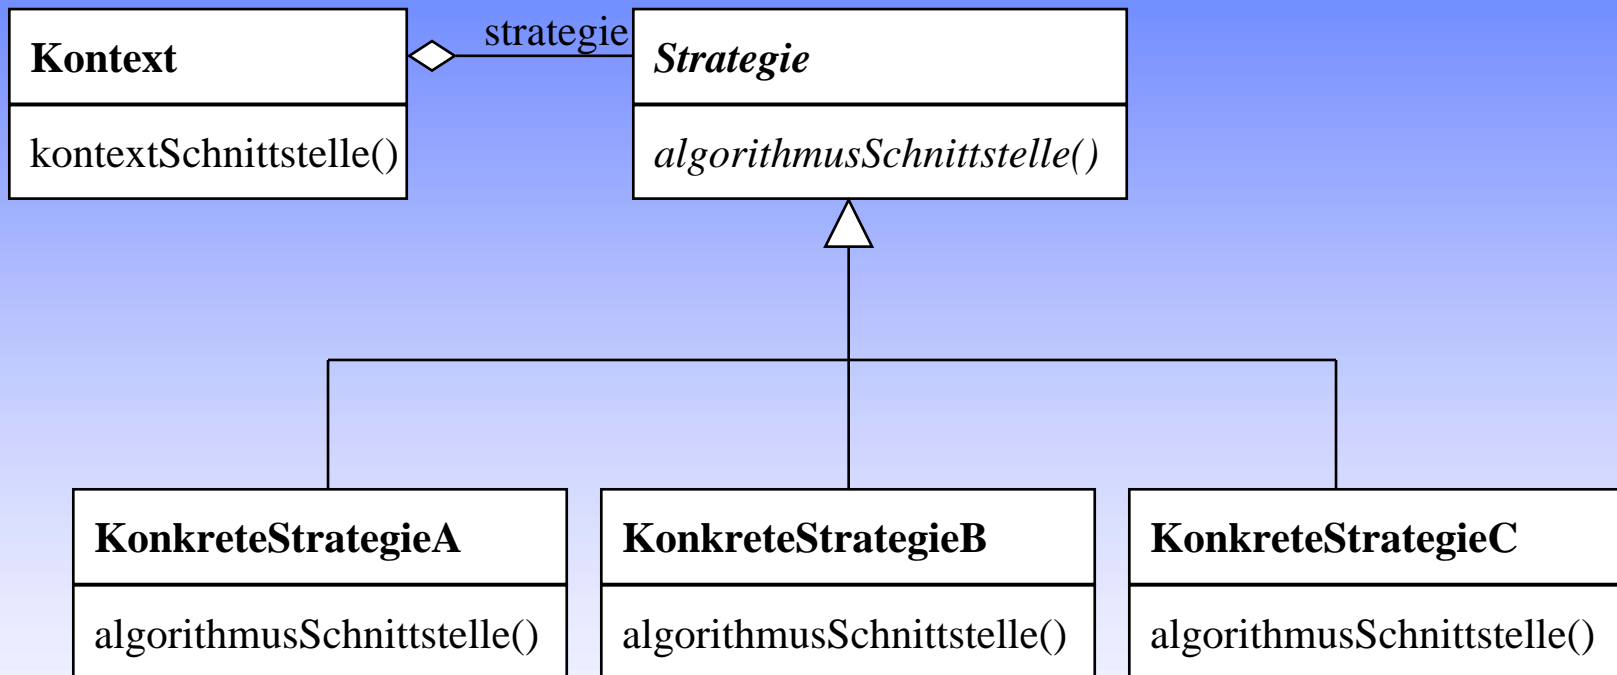 Kontext
strategie
Strategie
kontextSchnittstelle()
algorithmusSchnittstelle()
KonkreteStrategieA
KonkreteStrategieB
KonkreteStrategieC
algorithmusSchnittstelle()
algorithmusSchnittstelle()
algorithmusSchnittstelle()